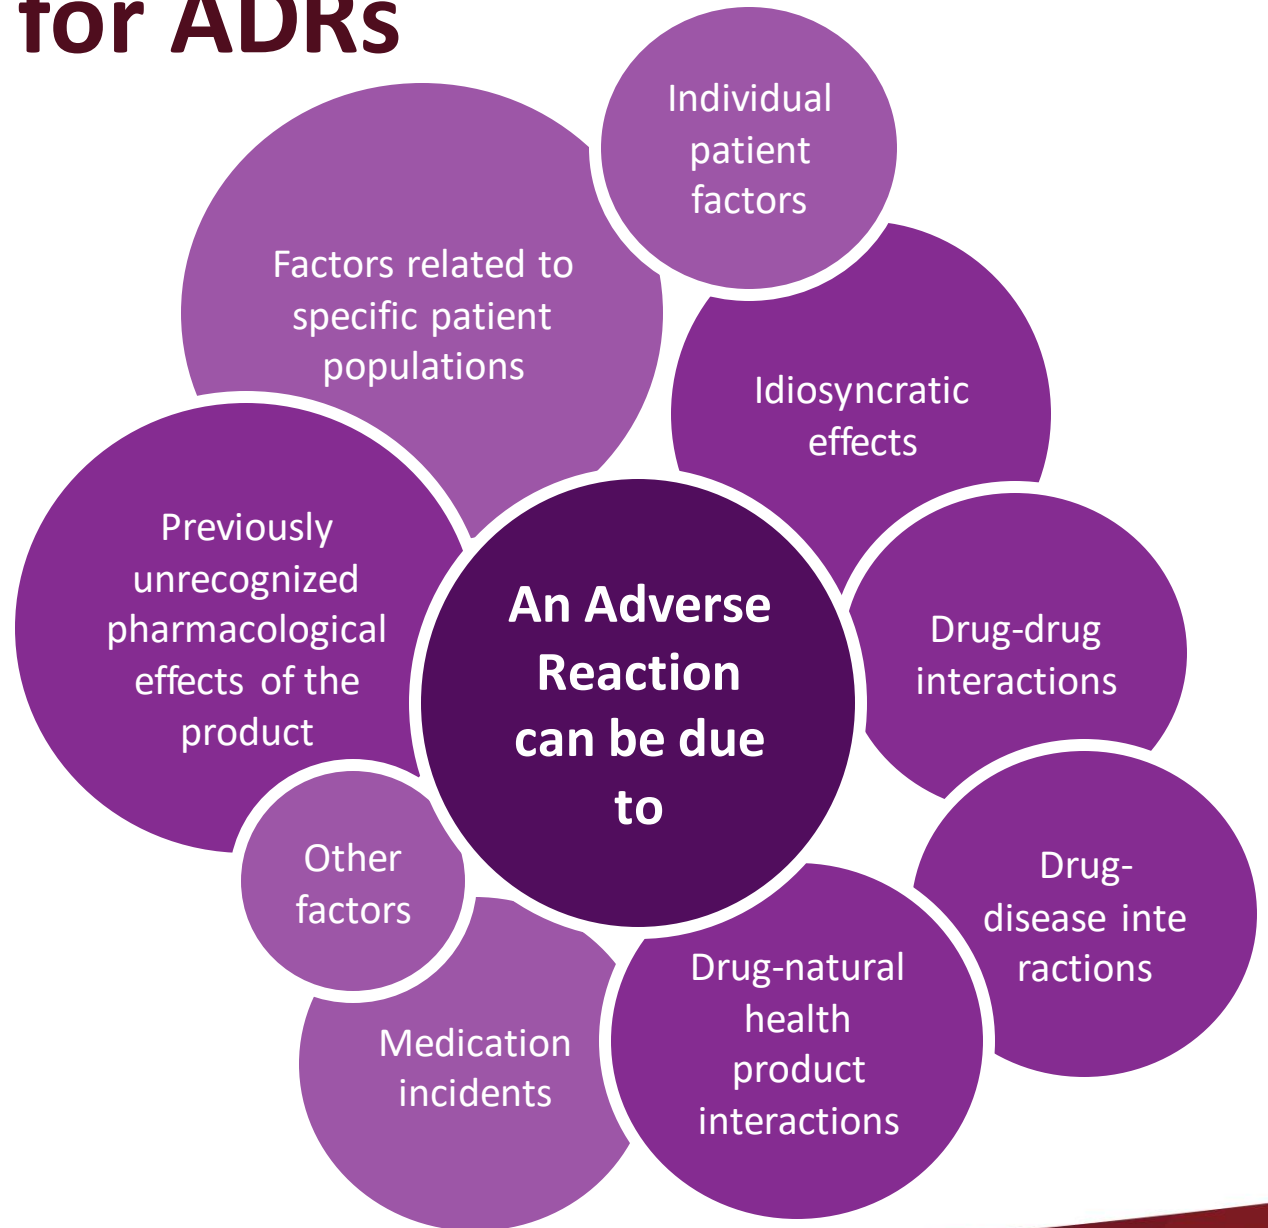 for ADRs
Individual
patient
factors
Factors related to
specific patient
populations
Idiosyncratic
effects
Previously
unrecognized
pharmacological
effects of the
product
An Adverse
Reaction
can be due
to
Drug-drug
interactions
Other
factors
Drug-
disease inte
ractions
Drug-natural
health
product
interactions
Medication
incidents